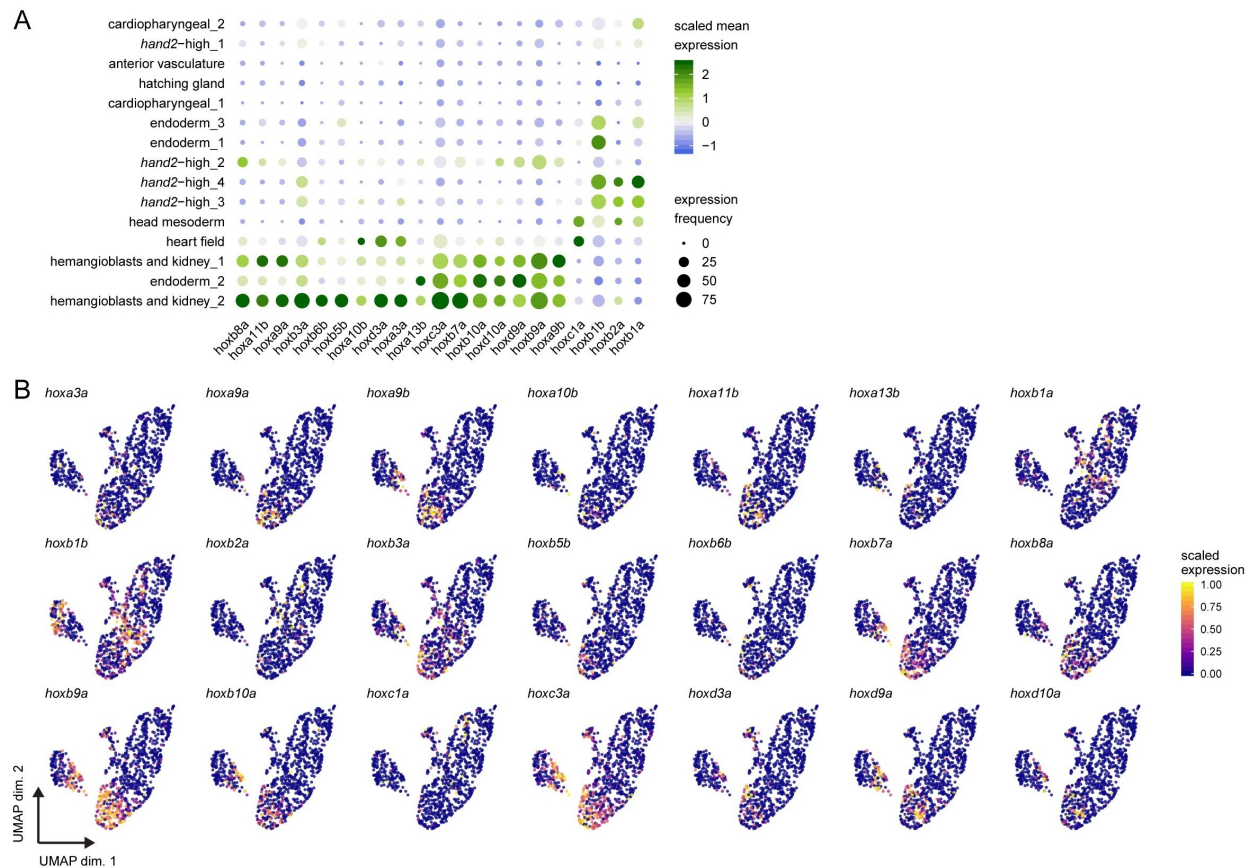 A
cardiopharyngeal_2
hand2−high_1
anterior vasculature
hatching gland
cardiopharyngeal_1
endoderm_3
endoderm_1
hand2−high_2
hand2−high_4
hand2−high_3
head mesoderm
heart field
hemangioblasts and kidney_1
endoderm_2
hemangioblasts and kidney_2
hoxb8a
hoxa11b
hoxa9a
hoxb3a
hoxb6b
hoxb5b
hoxa10b
hoxd3a
hoxa3a
hoxa13b
hoxc3a
hoxb7a
hoxb10a
hoxd10a
hoxd9a
hoxb9a
hoxa9b
hoxc1a
hoxb1b
hoxb2a
hoxb1a
scaled mean
expression
2
1
0
−1
expression
frequency
0
25
50
75
B
hoxa3a
hoxa9a
hoxa9b
hoxa10b
hoxa11b
hoxa13b
hoxb1a
hoxb1b
hoxb2a
hoxb3a
hoxb5b
hoxb6b
hoxb7a
hoxb8a
hoxb9a
hoxb10a
hoxc1a
hoxc3a
hoxd3a
hoxd9a
hoxd10a
scaled
expression
1.00
0.75
0.50
0.25
0.00
UMAP dim. 2
UMAP dim. 1